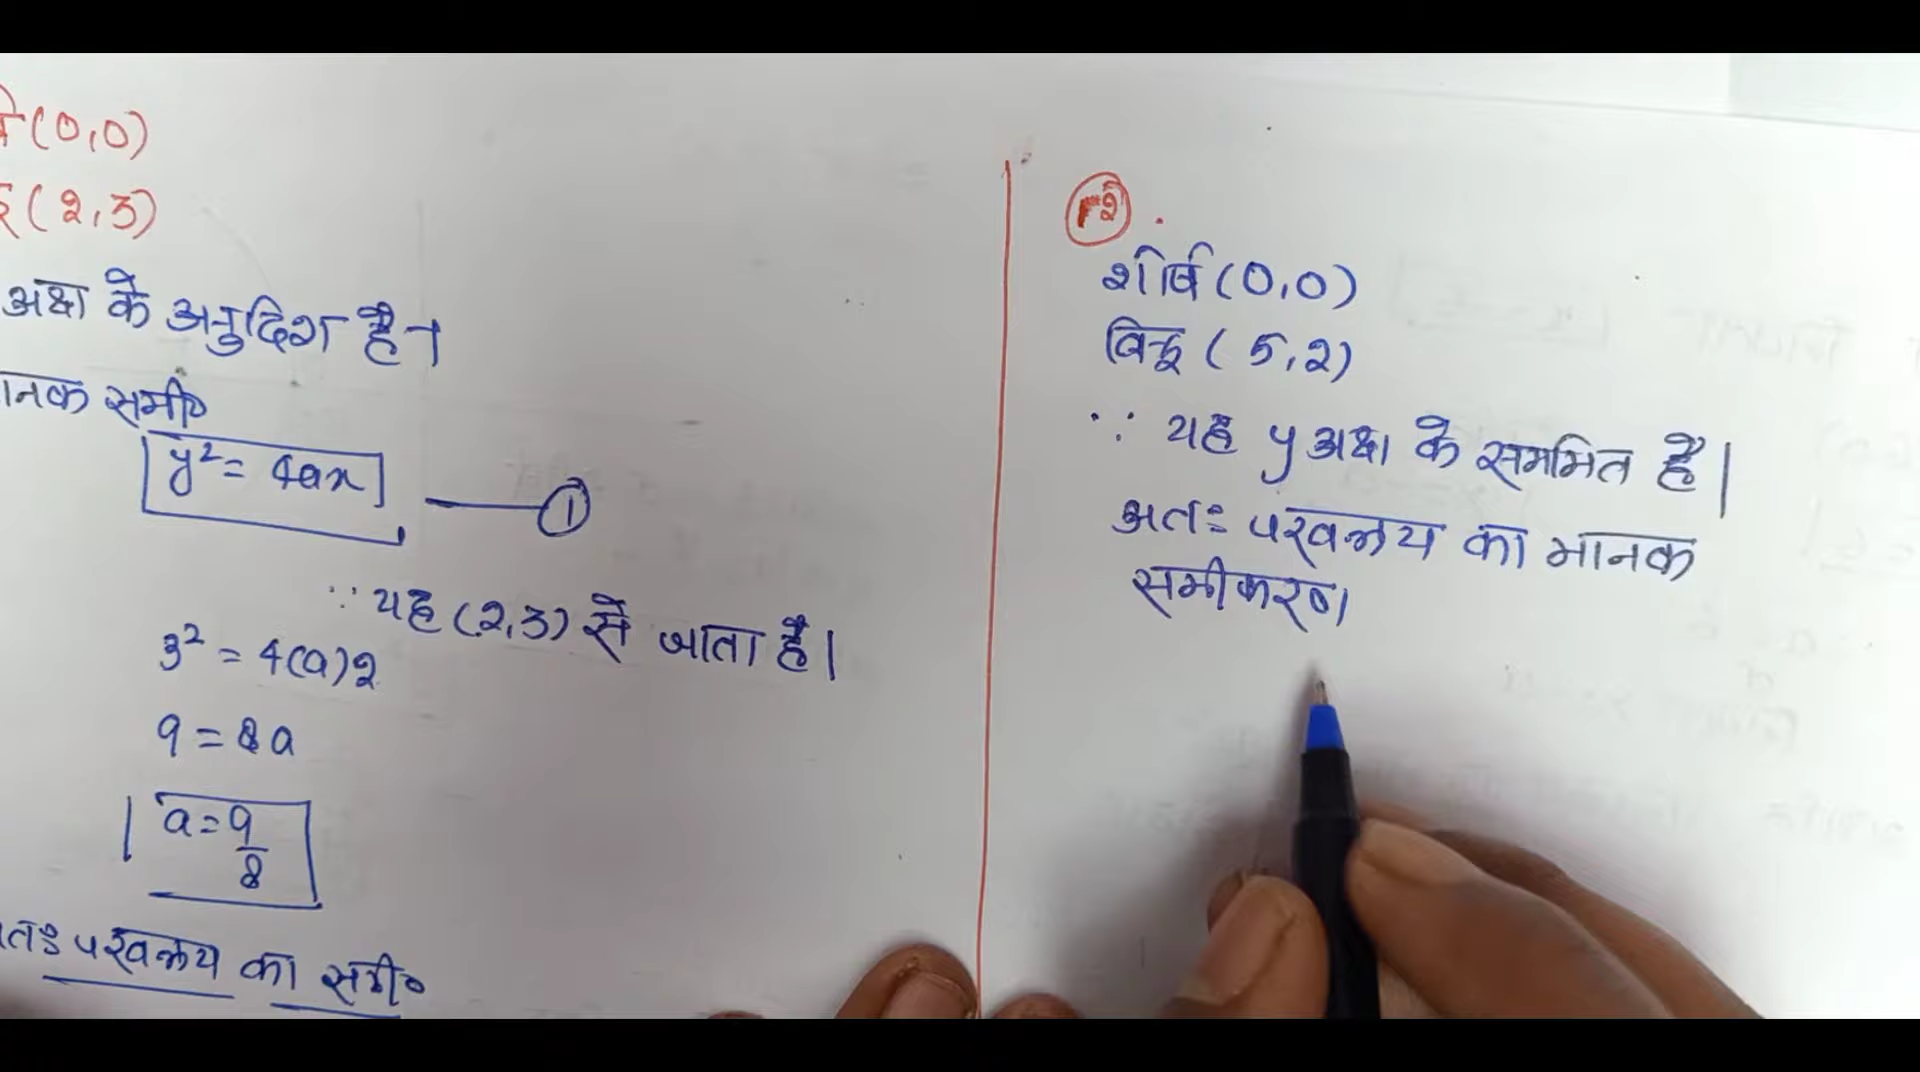 (0,0)
(2,3)
अक्ष के अनुदिश है।
मानक समी०
y² = 4ax ——— ①
∵ यह (2,3) से जाता है।
3² = 4(a)2
9 = 8a
a = 9/8
अतः परवलय का समी०
2.
शीर्ष (0,0)
बिन्दू (5,2)
∵ यह y अक्ष के सममित है।
अतः परवलय का मानक
समीकरण